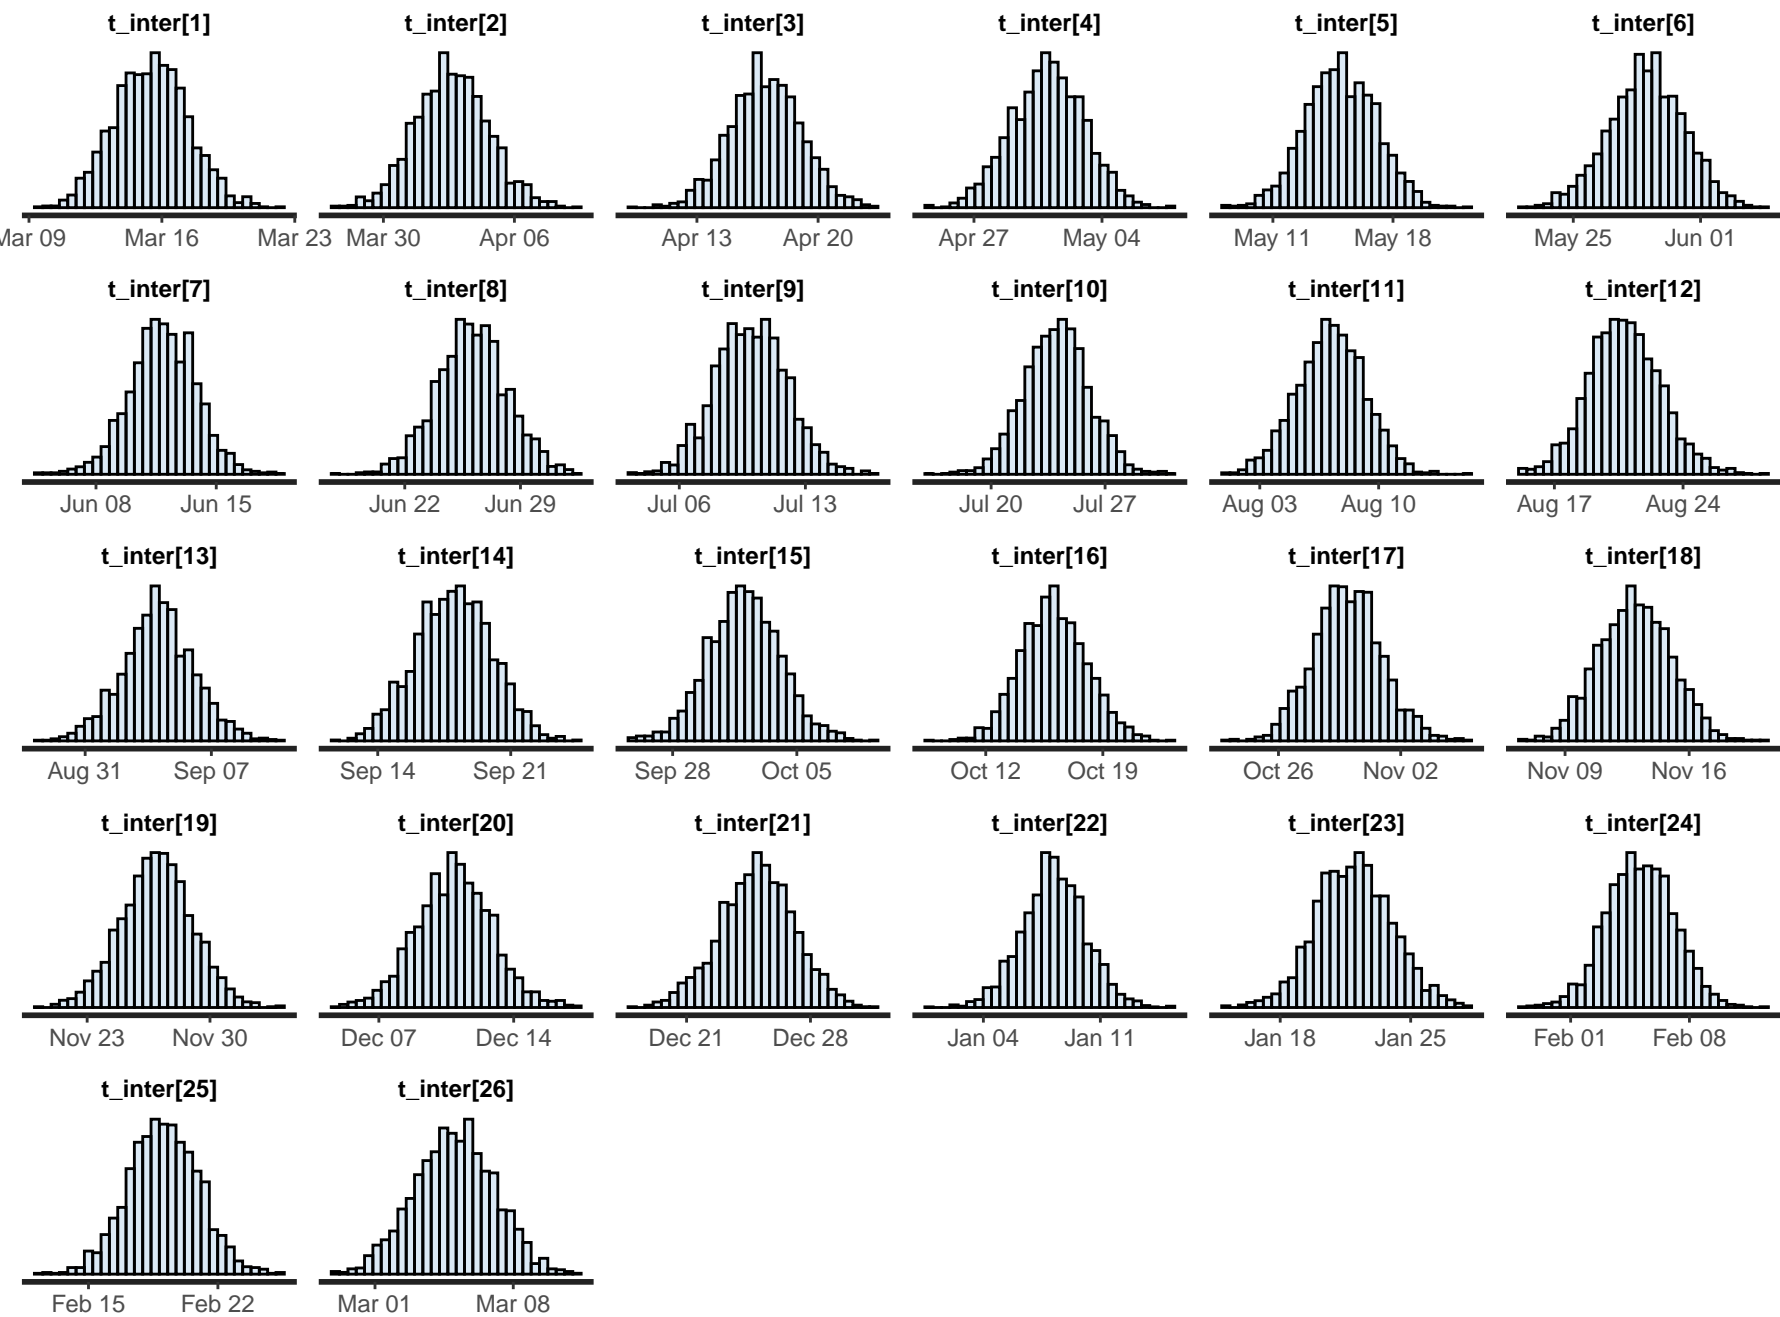 t_inter[1] t_inter[2] t_inter[3] t_inter[4] t_inter[5] t_inter[6]
Mar 09 Mar 16 Mar 23 Mar 30 Apr 06 Apr 13 Apr 20 Apr 27 May 04 May 11 May 18 May 25 Jun 01
t_inter[7] t_inter[8] t_inter[9] t_inter[10] t_inter[11] t_inter[12]
Jun 08 Jun 15 Jun 22 Jun 29 Jul 06 Jul 13 Jul 20 Jul 27 Aug 03 Aug 10 Aug 17 Aug 24
t_inter[13] t_inter[14] t_inter[15] t_inter[16] t_inter[17] t_inter[18]
Aug 31 Sep 07 Sep 14 Sep 21 Sep 28 Oct 05 Oct 12 Oct 19 Oct 26 Nov 02 Nov 09 Nov 16
t_inter[19] t_inter[20] t_inter[21] t_inter[22] t_inter[23] t_inter[24]
Nov 23 Nov 30 Dec 07 Dec 14 Dec 21 Dec 28 Jan 04 Jan 11 Jan 18 Jan 25 Feb 01 Feb 08
t_inter[25] t_inter[26]
Feb 15 Feb 22 Mar 01 Mar 08